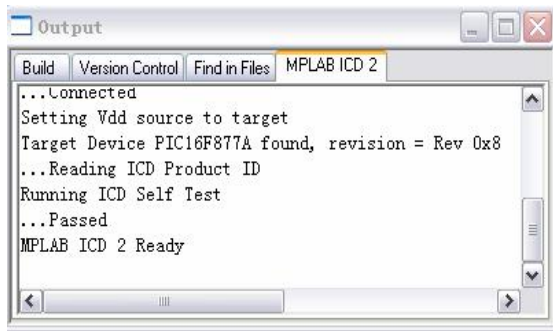 Output
Build Version Control Find in Files MPLAB ICD 2
...Connected
Setting Vdd source to target
Target Device PIC16F877A found, revision = Rev 0x8
...Reading ICD Product ID
Running ICD Self Test
...Passed
MPLAB ICD 2 Ready